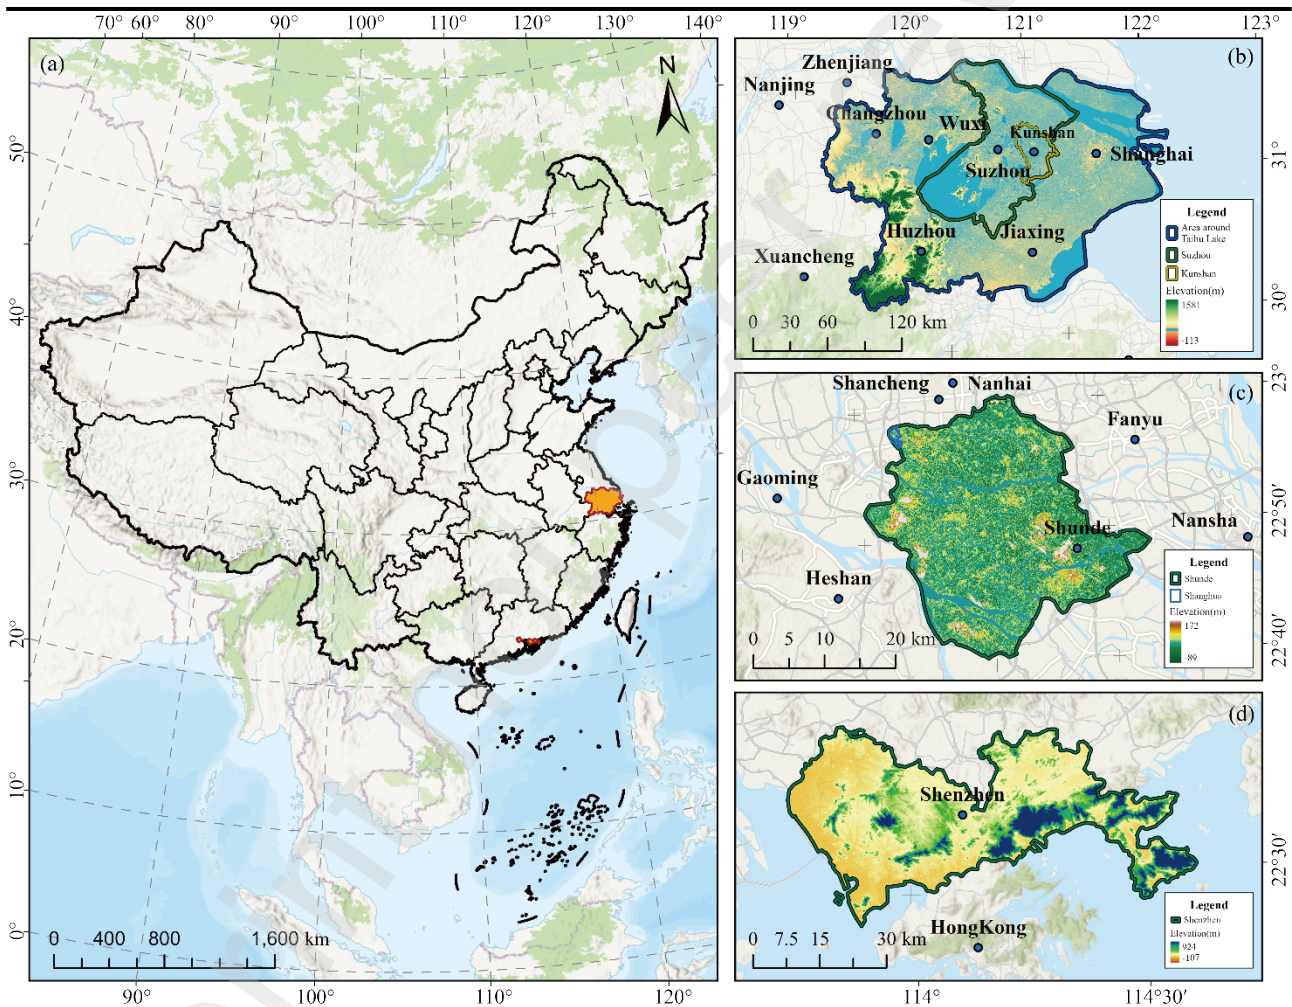 70° 60° 70° 80° 90° 100° 110° 120° 130° 140°
119° 120° 121° 122° 123°
(a)
N
50°
40°
30°
20°
10°
0°
0 400 800 1,600 km
90° 100° 110° 120°
(b)
Zhenjiang
Nanjing
Changzhou
Wuxi
Kunshan
Shanghai
Suzhou
Huzhou
Jiaxing
Xuancheng
31°
30°
0 30 60 120 km
Legend
Area around
Taihu Lake
Suzhou
Kunshan
Elevation(m)
1581
-113
(c)
Shancheng
Nanhai
Fanyu
Gaoming
Shunde
Nansha
Heshan
23°
22°50'
22°40'
0 5 10 20 km
Legend
Shunde
Shanghua
Elevation(m)
172
-89
(d)
Shenzhen
HongKong
22°30'
0 7.5 15 30 km
Legend
Shenzhen
Elevation(m)
924
-107
114° 114°30'